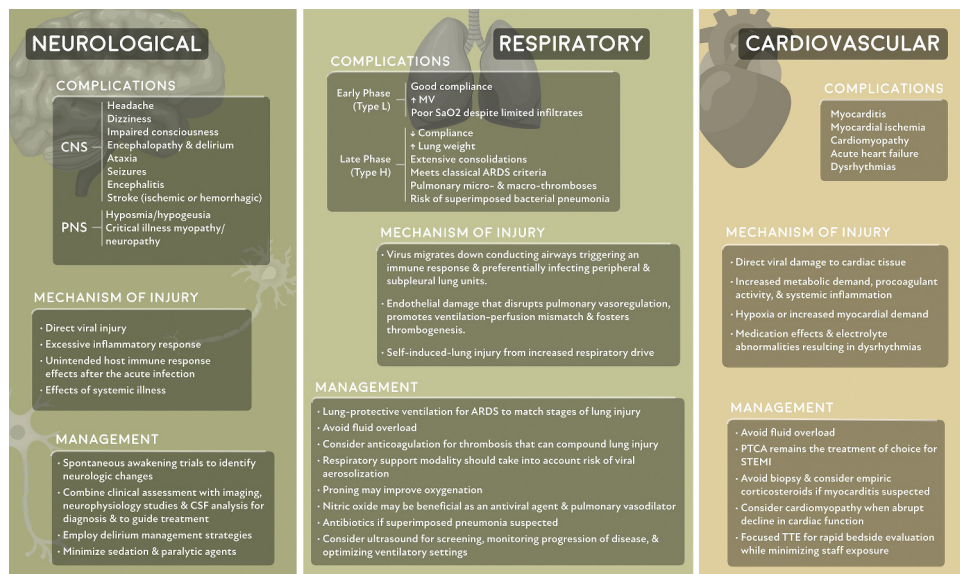 NEUROLOGICAL
COMPLICATIONS
CNS
Headache
Dizziness
Impaired consciousness
Encephalopathy & delirium
Ataxia
Seizures
Encephalitis
Stroke (ischemic or hemorrhagic)
PNS
Hyposmia/hypogeusia
Critical illness myopathy/
neuropathy
MECHANISM OF INJURY
· Direct viral injury
· Excessive inflammatory response
· Unintended host immune response
effects after the acute infection
· Effects of systemic illness
MANAGEMENT
· Spontaneous awakening trials to identify
neurologic changes
· Combine clinical assessment with imaging,
neurophysiology studies & CSF analysis for
diagnosis & to guide treatment
· Employ delirium management strategies
· Minimize sedation & paralytic agents
RESPIRATORY
COMPLICATIONS
Early Phase
(Type L)
Good compliance
↑ MV
Poor SaO2 despite limited infiltrates
Late Phase
(Type H)
↓ Compliance
↑ Lung weight
Extensive consolidations
Meets classical ARDS criteria
Pulmonary micro- & macro-thromboses
Risk of superimposed bacterial pneumonia
MECHANISM OF INJURY
· Virus migrates down conducting airways triggering an
immune response & preferentially infecting peripheral &
subpleural lung units.
· Endothelial damage that disrupts pulmonary vasoregulation,
promotes ventilation-perfusion mismatch & fosters
thrombogenesis.
· Self-induced-lung injury from increased respiratory drive
MANAGEMENT
· Lung-protective ventilation for ARDS to match stages of lung injury
· Avoid fluid overload
· Consider anticoagulation for thrombosis that can compound lung injury
· Respiratory support modality should take into account risk of viral
aerosolization
· Proning may improve oxygenation
· Nitric oxide may be beneficial as an antiviral agent & pulmonary vasodilator
· Antibiotics if superimposed pneumonia suspected
· Consider ultrasound for screening, monitoring progression of disease, &
optimizing ventilatory settings
CARDIOVASCULAR
COMPLICATIONS
Myocarditis
Myocardial ischemia
Cardiomyopathy
Acute heart failure
Dysrhythmias
MECHANISM OF INJURY
· Direct viral damage to cardiac tissue
· Increased metabolic demand, procoagulant
activity, & systemic inflammation
· Hypoxia or increased myocardial demand
· Medication effects & electrolyte
abnormalities resulting in dysrhythmias
MANAGEMENT
· Avoid fluid overload
· PTCA remains the treatment of choice for
STEMI
· Avoid biopsy & consider empiric
corticosteroids if myocarditis suspected
· Consider cardiomyopathy when abrupt
decline in cardiac function
· Focused TTE for rapid bedside evaluation
while minimizing staff exposure